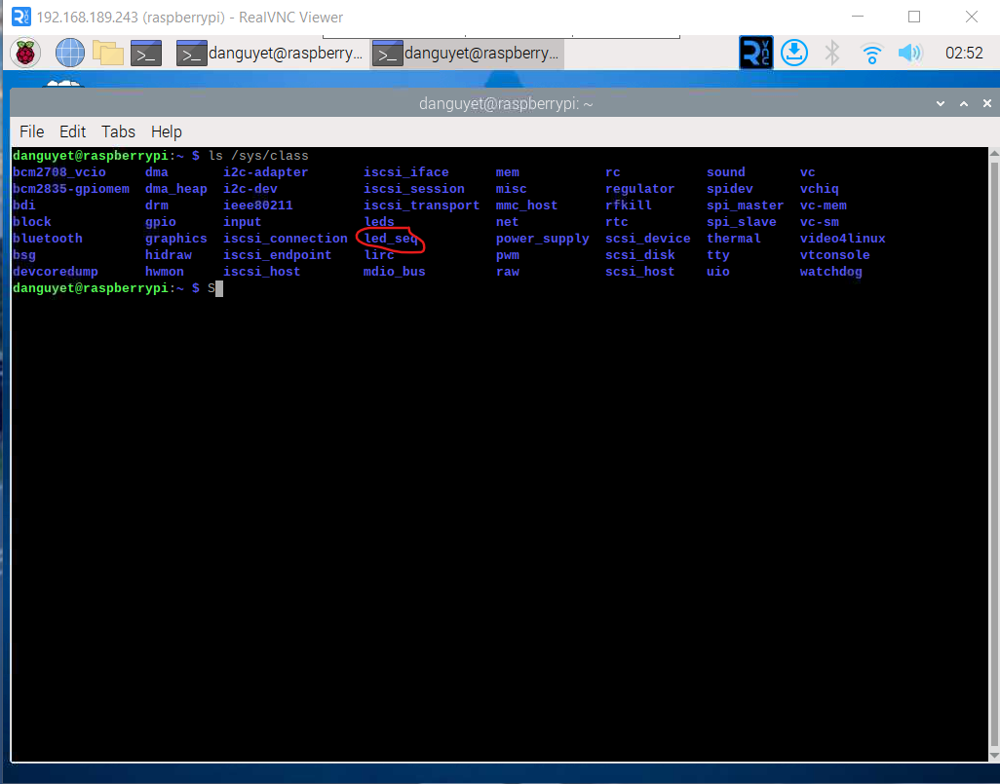 192.168.189.243 (raspberrypi) - RealVNC Viewer
danguyet@raspberry... danguyet@raspberry... 02:52
danguyet@raspberrypi: ~
File Edit Tabs Help
danguyet@raspberrypi:~ $ ls /sys/class
bcm2708_vcio dma i2c-adapter iscsi_iface mem rc sound vc
bcm2835-gpiomem dma_heap i2c-dev iscsi_session misc regulator spidev vchiq
bdi drm ieee80211 iscsi_transport mmc_host rfkill spi_master vc-mem
block gpio input leds net rtc spi_slave vc-sm
bluetooth graphics iscsi_connection led_seq power_supply scsi_device thermal video4linux
bsg hidraw iscsi_endpoint lirc pwm scsi_disk tty vtconsole
devcoredump hwmon iscsi_host mdio_bus raw scsi_host uio watchdog
danguyet@raspberrypi:~ $ S